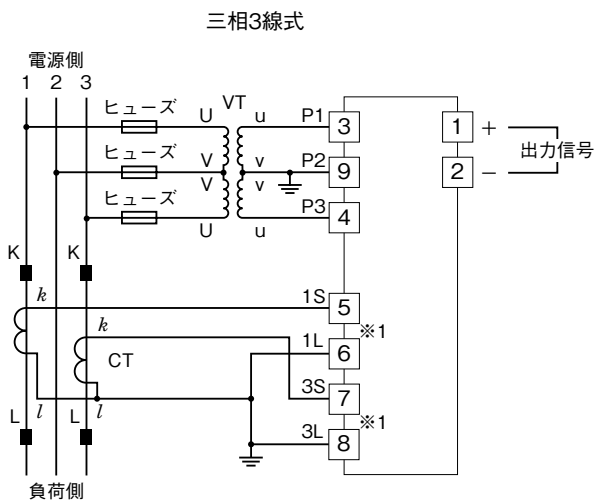 三相3線式
電源側
1 2 3
ヒューズ
VT
U
u
P1
3
1
+
ヒューズ
V
v
P2
9
2
−
出力信号
ヒューズ
V
v
U
u
P3
4
K
K
k
1S
5
※1
k
1L
6
CT
3S
7
※1
L
l
L
l
3L
8
負荷側